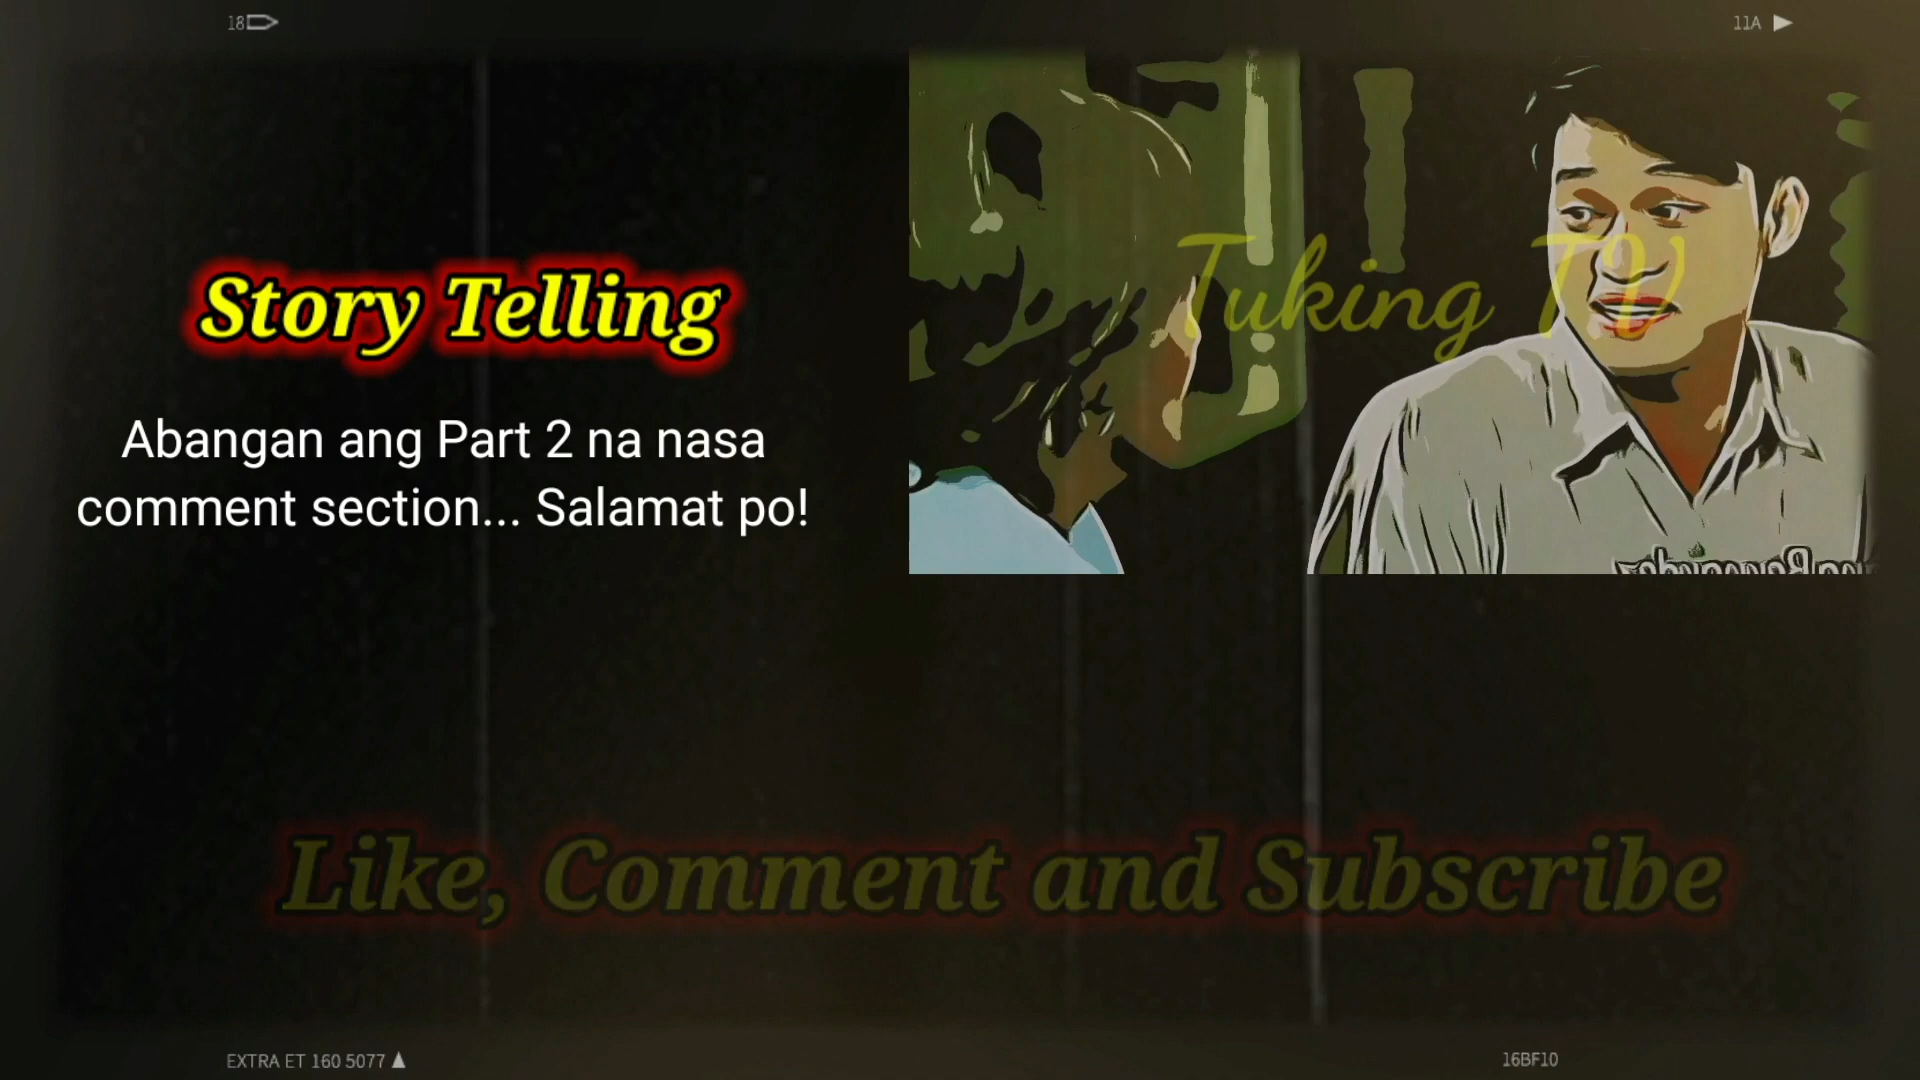 18
11A
Tuking TV
Story Telling
Abangan ang Part 2 na nasa
comment section... Salamat po!
Like, Comment and Subscribe
EXTRA ET 160 5077
16BF10